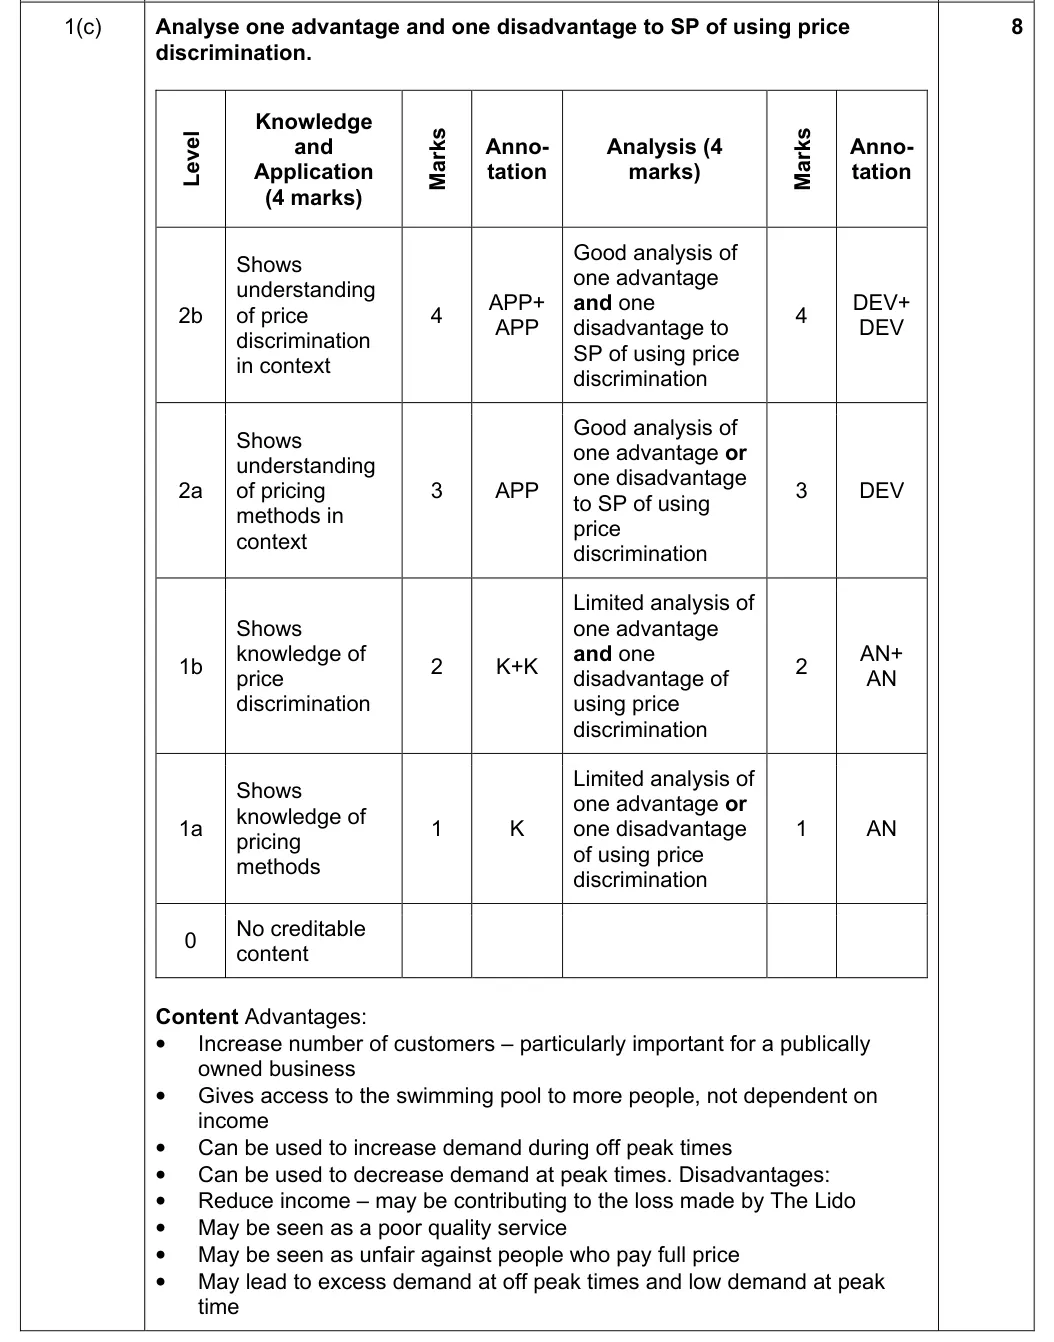 1(c)
Analyse one advantage and one disadvantage to SP of using price
discrimination.
8
Level
Knowledge
and
Application
(4 marks)
Marks
Anno-
tation
Analysis (4
marks)
Marks
Anno-
tation
2b
Shows
understanding
of price
discrimination
in context
4
APP+
APP
Good analysis of
one advantage
and one
disadvantage to
SP of using price
discrimination
4
DEV+
DEV
2a
Shows
understanding
of pricing
methods in
context
3
APP
Good analysis of
one advantage or
one disadvantage
to SP of using
price
discrimination
3
DEV
1b
Shows
knowledge of
price
discrimination
2
K+K
Limited analysis of
one advantage
and one
disadvantage of
using price
discrimination
2
AN+
AN
1a
Shows
knowledge of
pricing
methods
1
K
Limited analysis of
one advantage or
one disadvantage
of using price
discrimination
1
AN
0
No creditable
content
Content Advantages:
• Increase number of customers – particularly important for a publically
owned business
• Gives access to the swimming pool to more people, not dependent on
income
• Can be used to increase demand during off peak times
• Can be used to decrease demand at peak times. Disadvantages:
• Reduce income – may be contributing to the loss made by The Lido
• May be seen as a poor quality service
• May be seen as unfair against people who pay full price
• May lead to excess demand at off peak times and low demand at peak
time